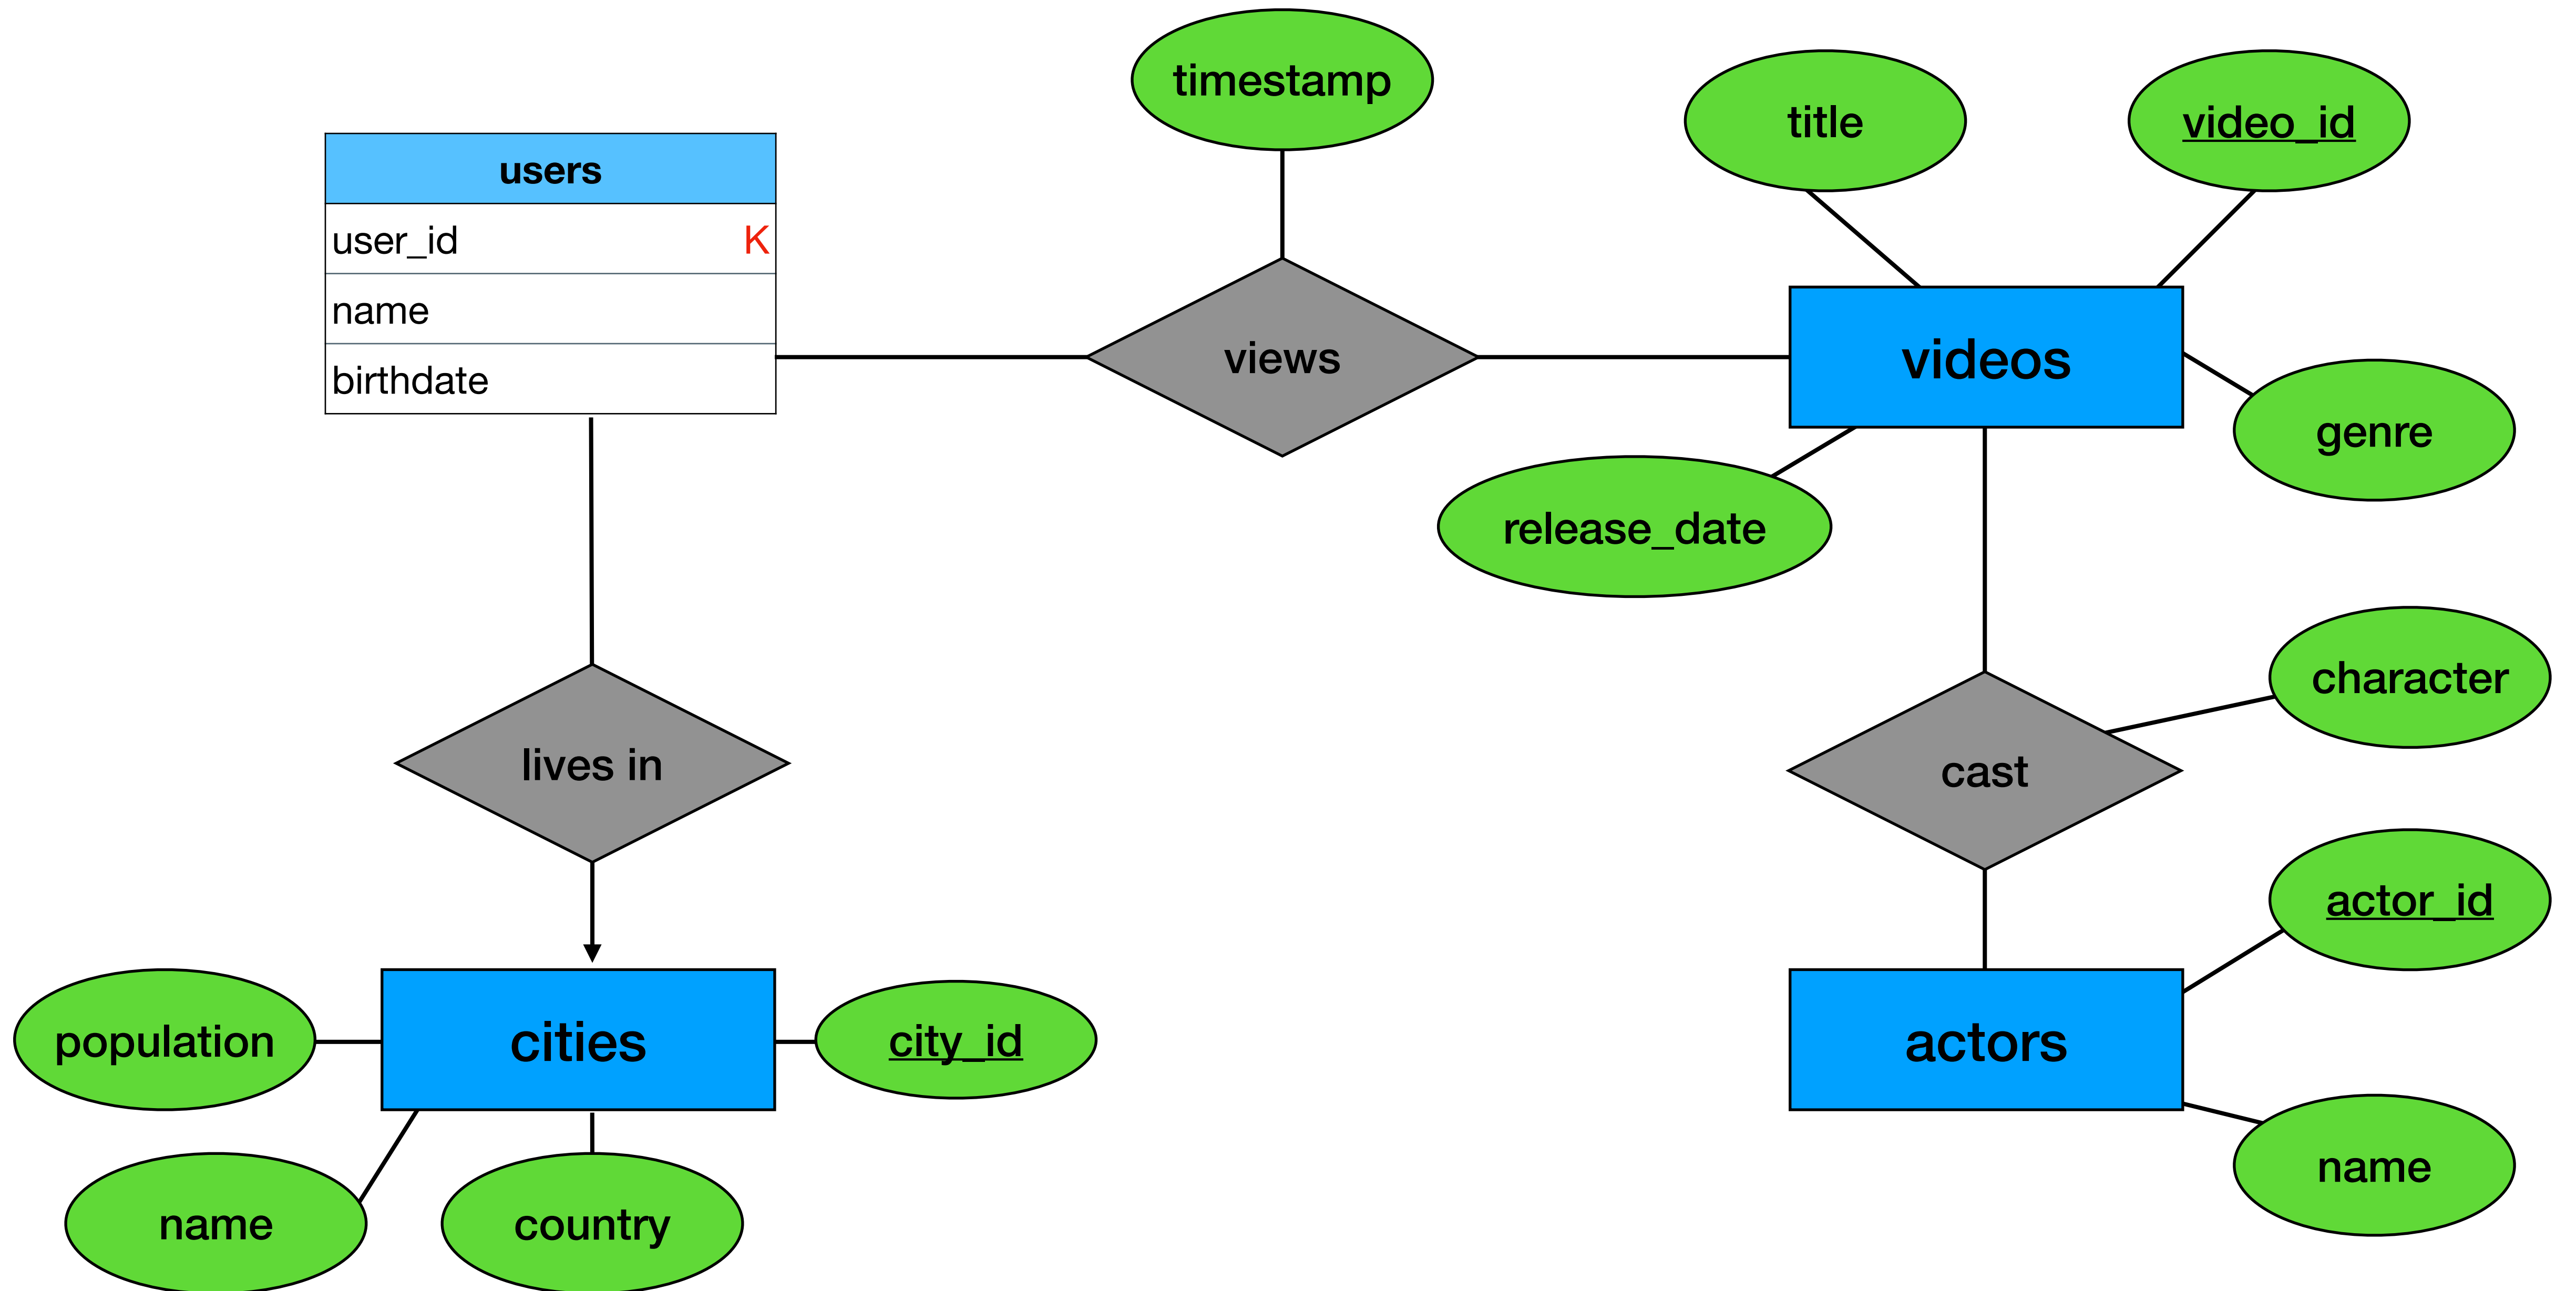 timestamp
title
video_id
users
user_id K
name
birthdate
views
videos
genre
release_date
character
lives in
cast
actor_id
population
cities
city_id
actors
name
name
country